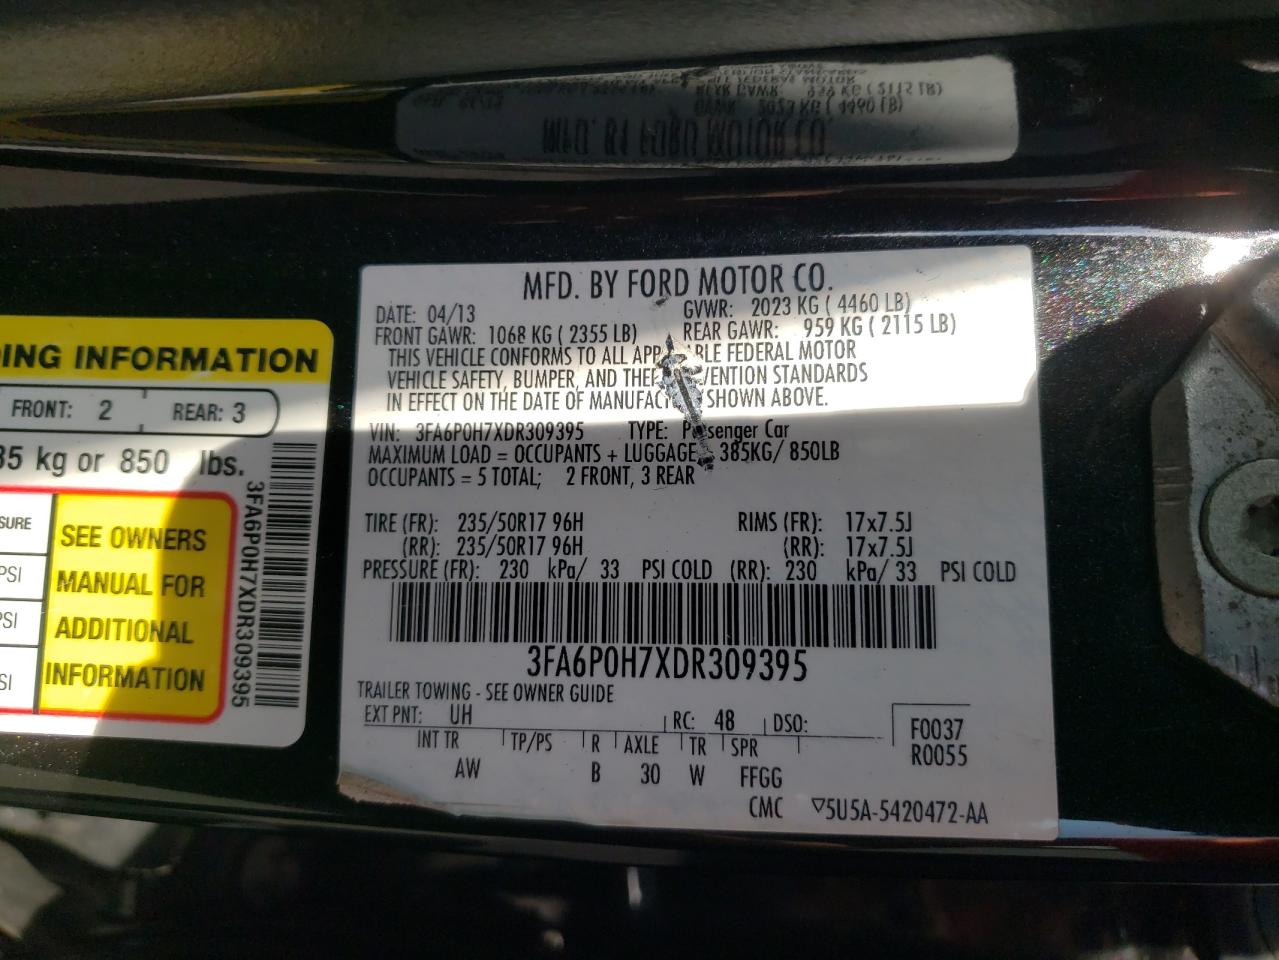 MFD. BY FORD MOTOR CO.
DATE: 04/13 GVWR: 2023 KG ( 4460 LB)
FRONT GAWR: 1068 KG ( 2355 LB) REAR GAWR: 959 KG ( 2115 LB)
THIS VEHICLE CONFORMS TO ALL APP BLE FEDERAL MOTOR
VEHICLE SAFETY, BUMPER, AND THEF VENTION STANDARDS
IN EFFECT ON THE DATE OF MANUFAC SHOWN ABOVE.
VIN: 3FA6P0H7XDR309395 TYPE: Passenger Car
MAXIMUM LOAD = OCCUPANTS + LUGGAGE 385KG/ 850LB
OCCUPANTS = 5 TOTAL; 2 FRONT, 3 REAR
TIRE (FR): 235/50R17 96H RIMS (FR): 17x7.5J
(RR): 235/50R17 96H (RR): 17x7.5J
PRESSURE (FR): 230 kPa/ 33 PSI COLD (RR): 230 kPa/ 33 PSI COLD
3FA6P0H7XDR309395
TRAILER TOWING - SEE OWNER GUIDE
EXT PNT: UH RC: 48 DSO:
INT TR TP/PS R AXLE TR SPR
AW B 30 W FFGG
F0037
R0055
CMC ▽5U5A-5420472-AA
DING INFORMATION
FRONT: 2 REAR: 3
85 kg or 850 lbs.
SURE
PSI
PSI
SI
SEE OWNERS
MANUAL FOR
ADDITIONAL
INFORMATION
3FA6P0H7XDR309395